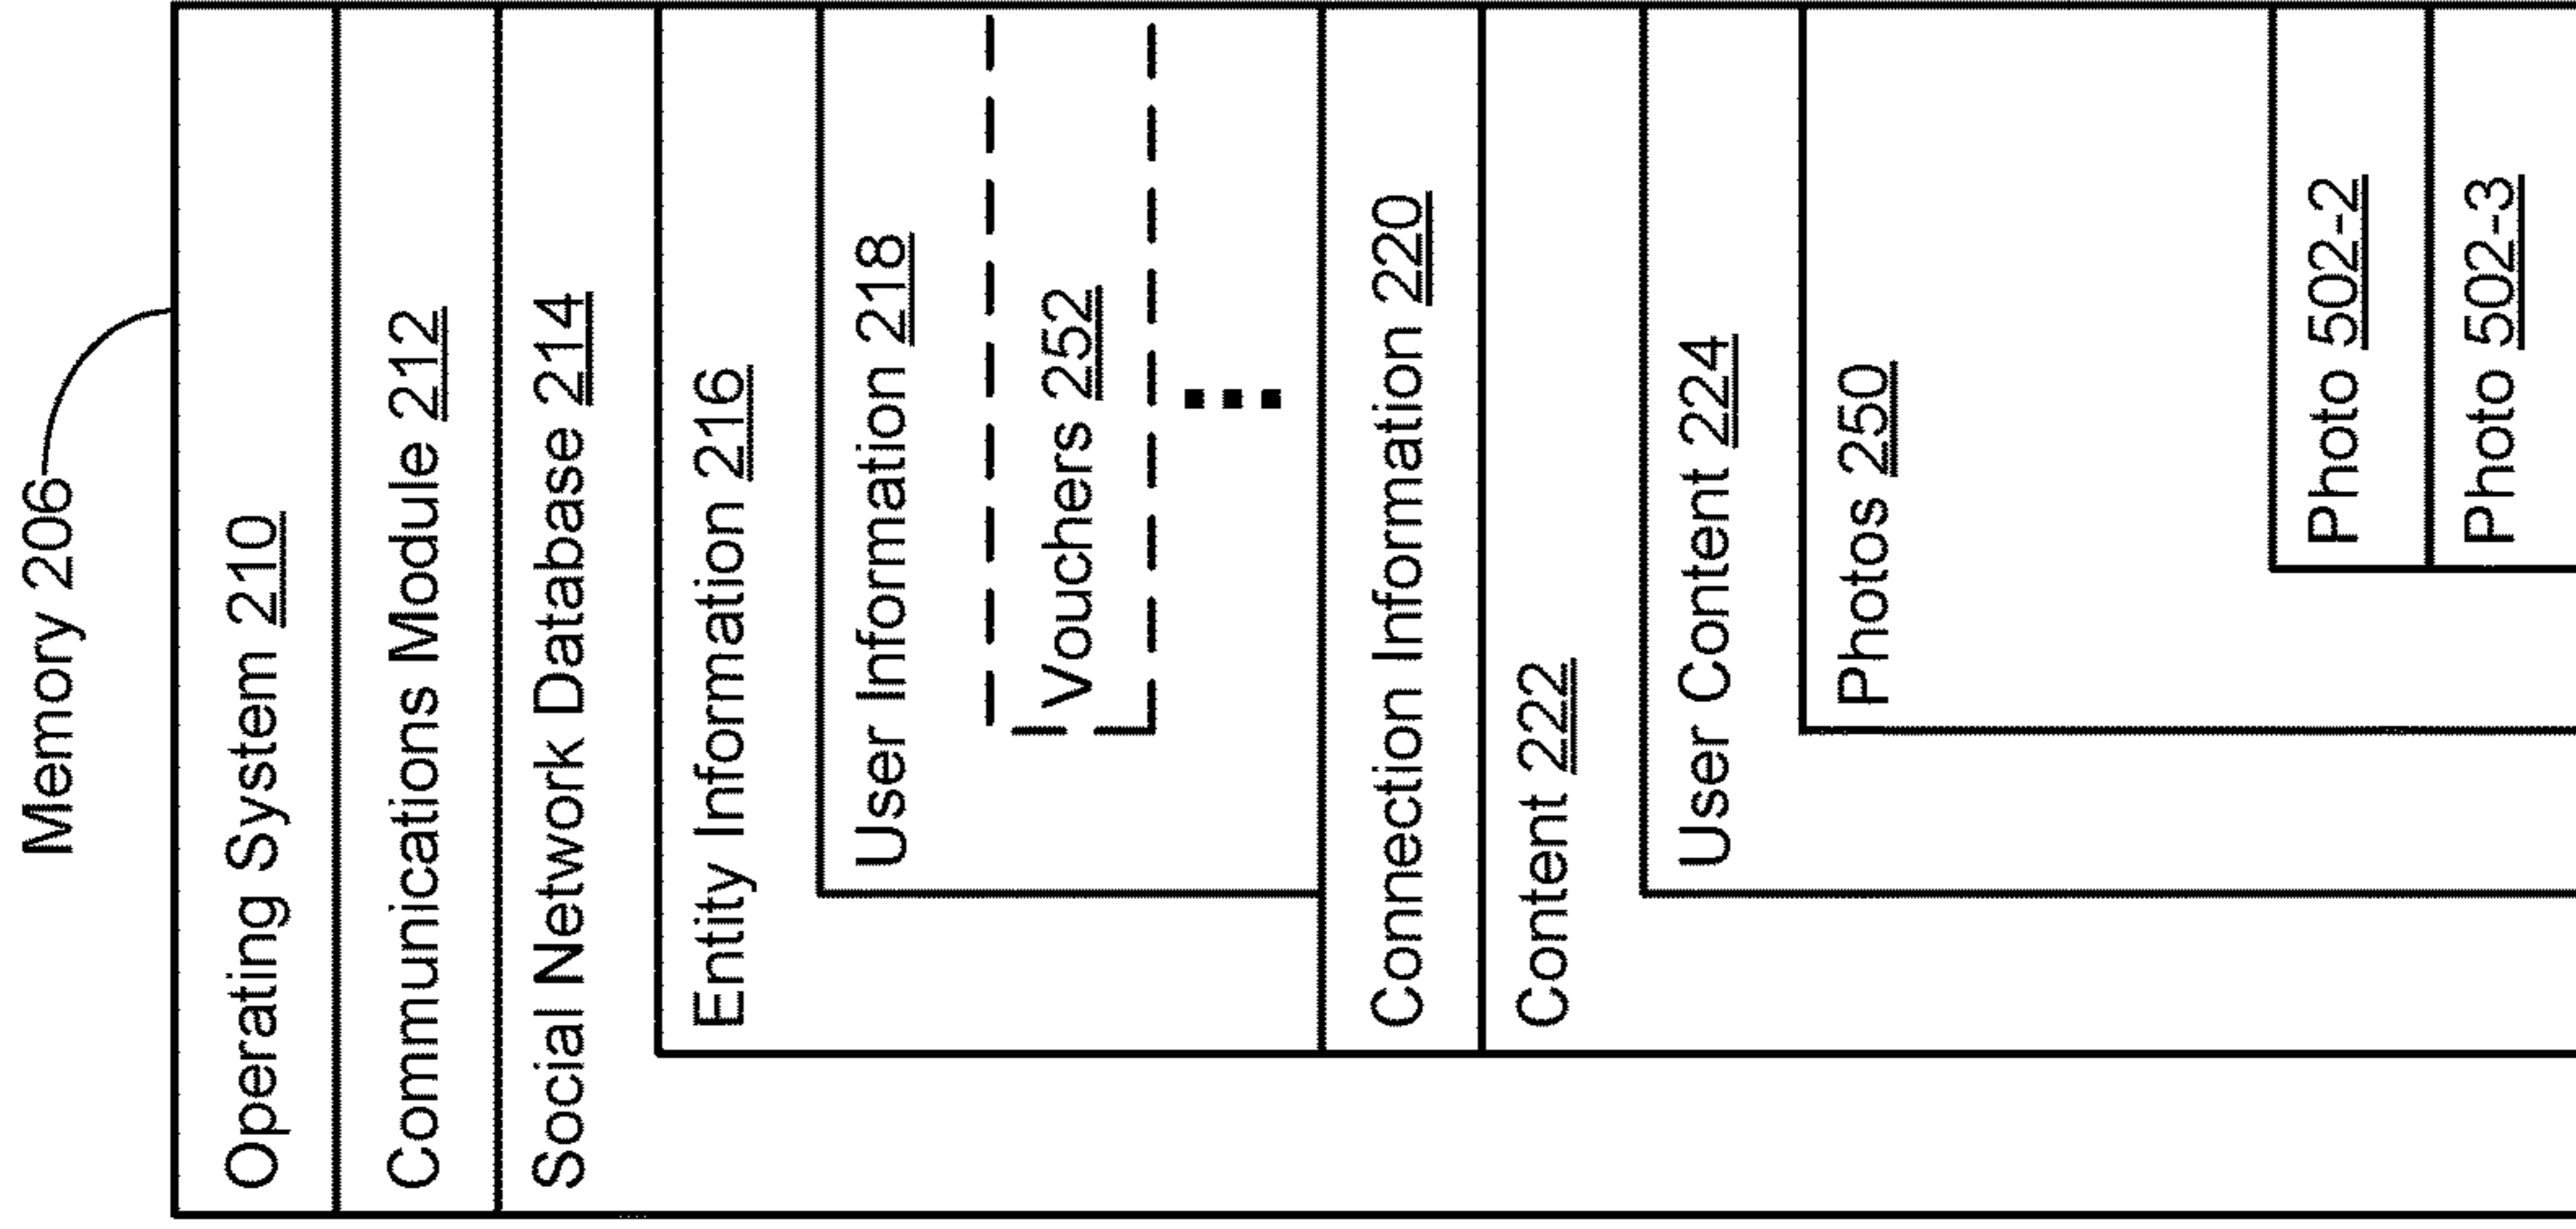 Memory 206
Operating System 210
Communications Module 212
Social Network Database 214
Entity Information 216
User Information 218
Vouchers 252
Connection Information 220
Content 222
User Content 224
Photos 250
Photo 502-2
Photo 502-3